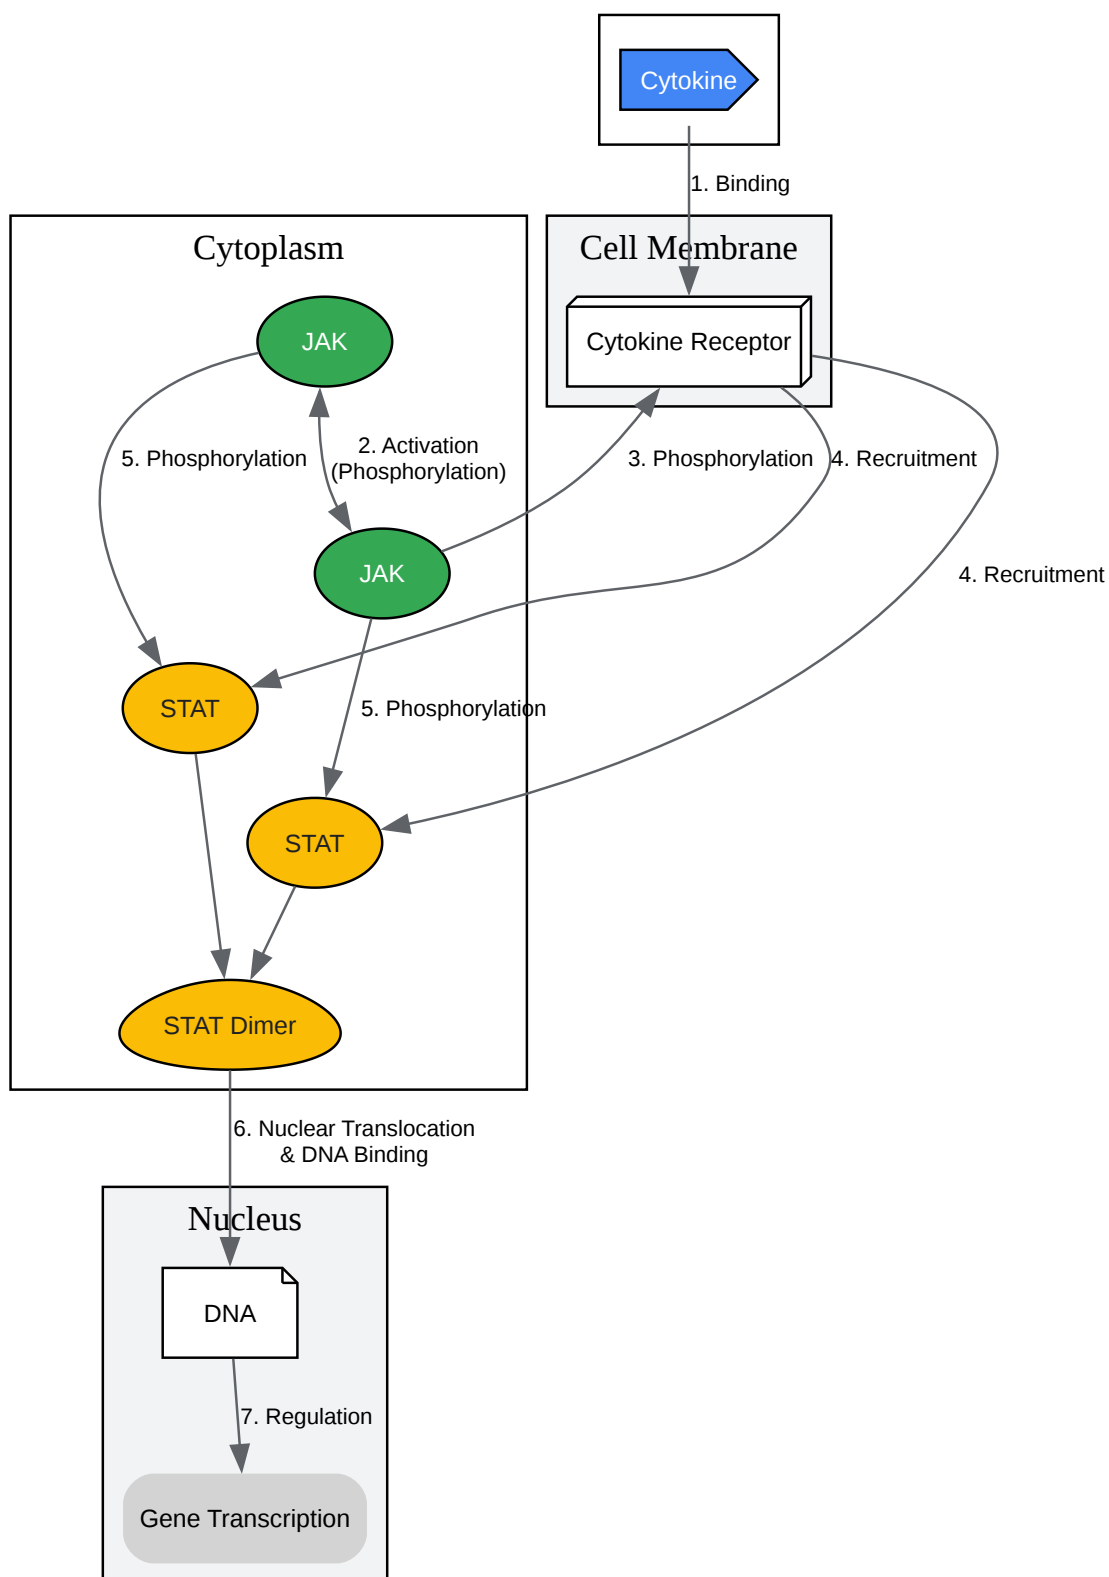 Cytokine
1. Binding
Cytoplasm
Cell Membrane
JAK
Cytokine Receptor
5. Phosphorylation
2. Activation
(Phosphorylation)
3. Phosphorylation
4. Recruitment
JAK
4. Recruitment
STAT
5. Phosphorylation
STAT
STAT Dimer
6. Nuclear Translocation
& DNA Binding
Nucleus
DNA
7. Regulation
Gene Transcription